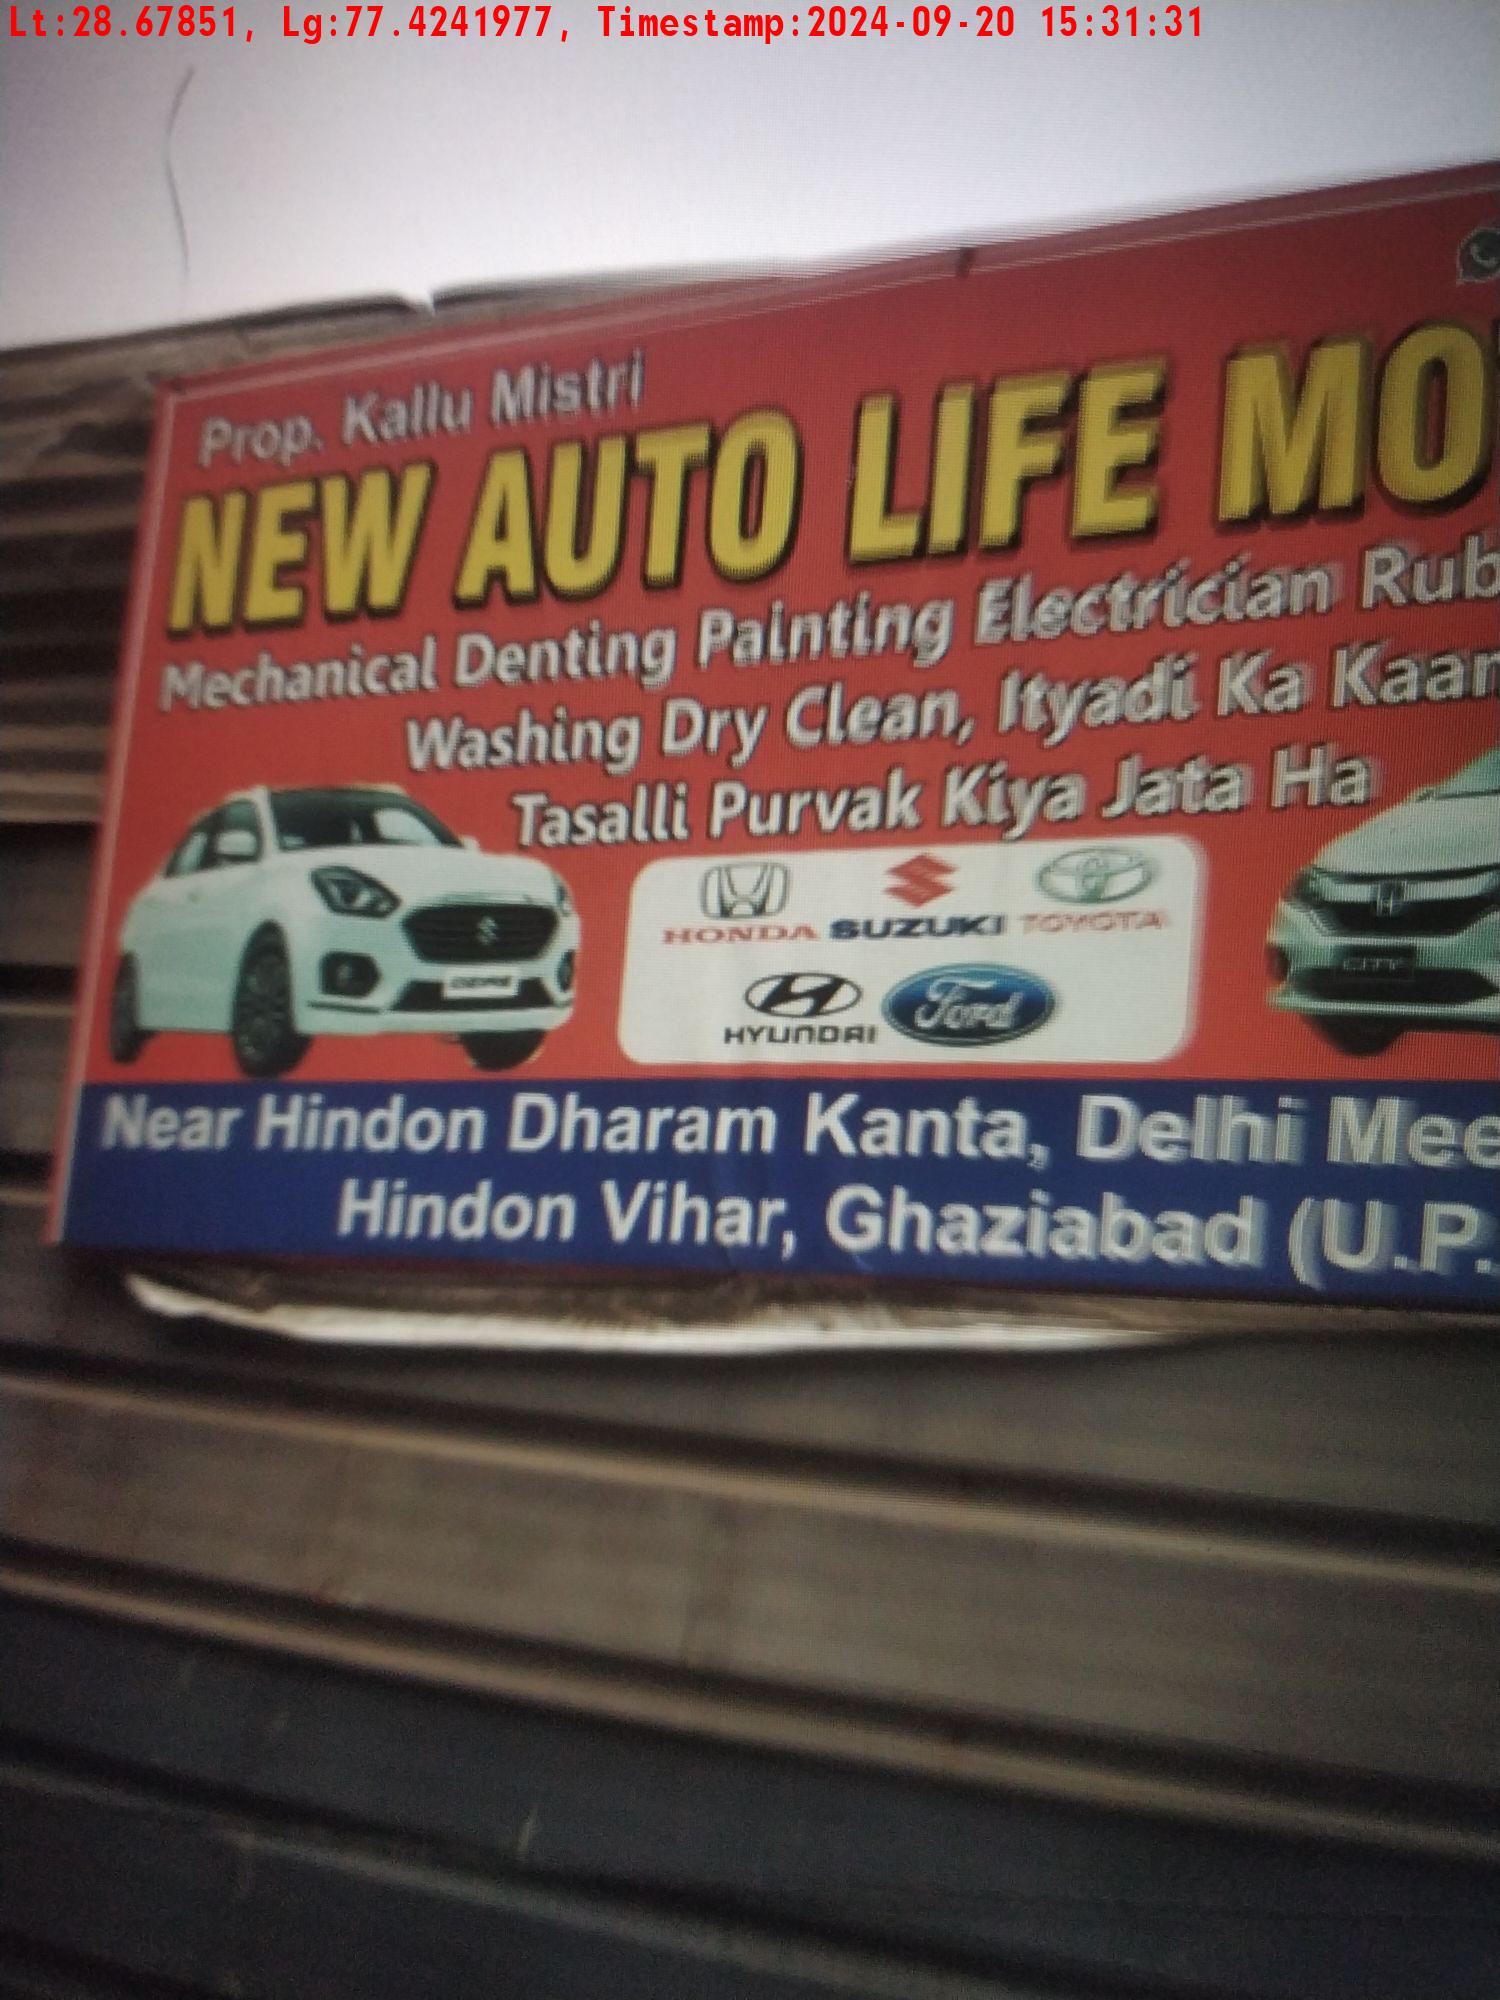 Lt:28.67851, Lg:77.4241977, Timestamp:2024-09-20 15:31:31
Prop. Kallu Mistri
NEW AUTO LIFE
Mechanical Denting Painting Electrician
Washing Dry Clean, Ityadi Ka
Tasalli Purvak Kiya Jata Ha
HONDA SUZUKI TOYOTA
HYUNDAI Ford
CITY
Near Hindon Dharam Kanta, Delhi
Hindon Vihar, Ghaziabad (U.P.